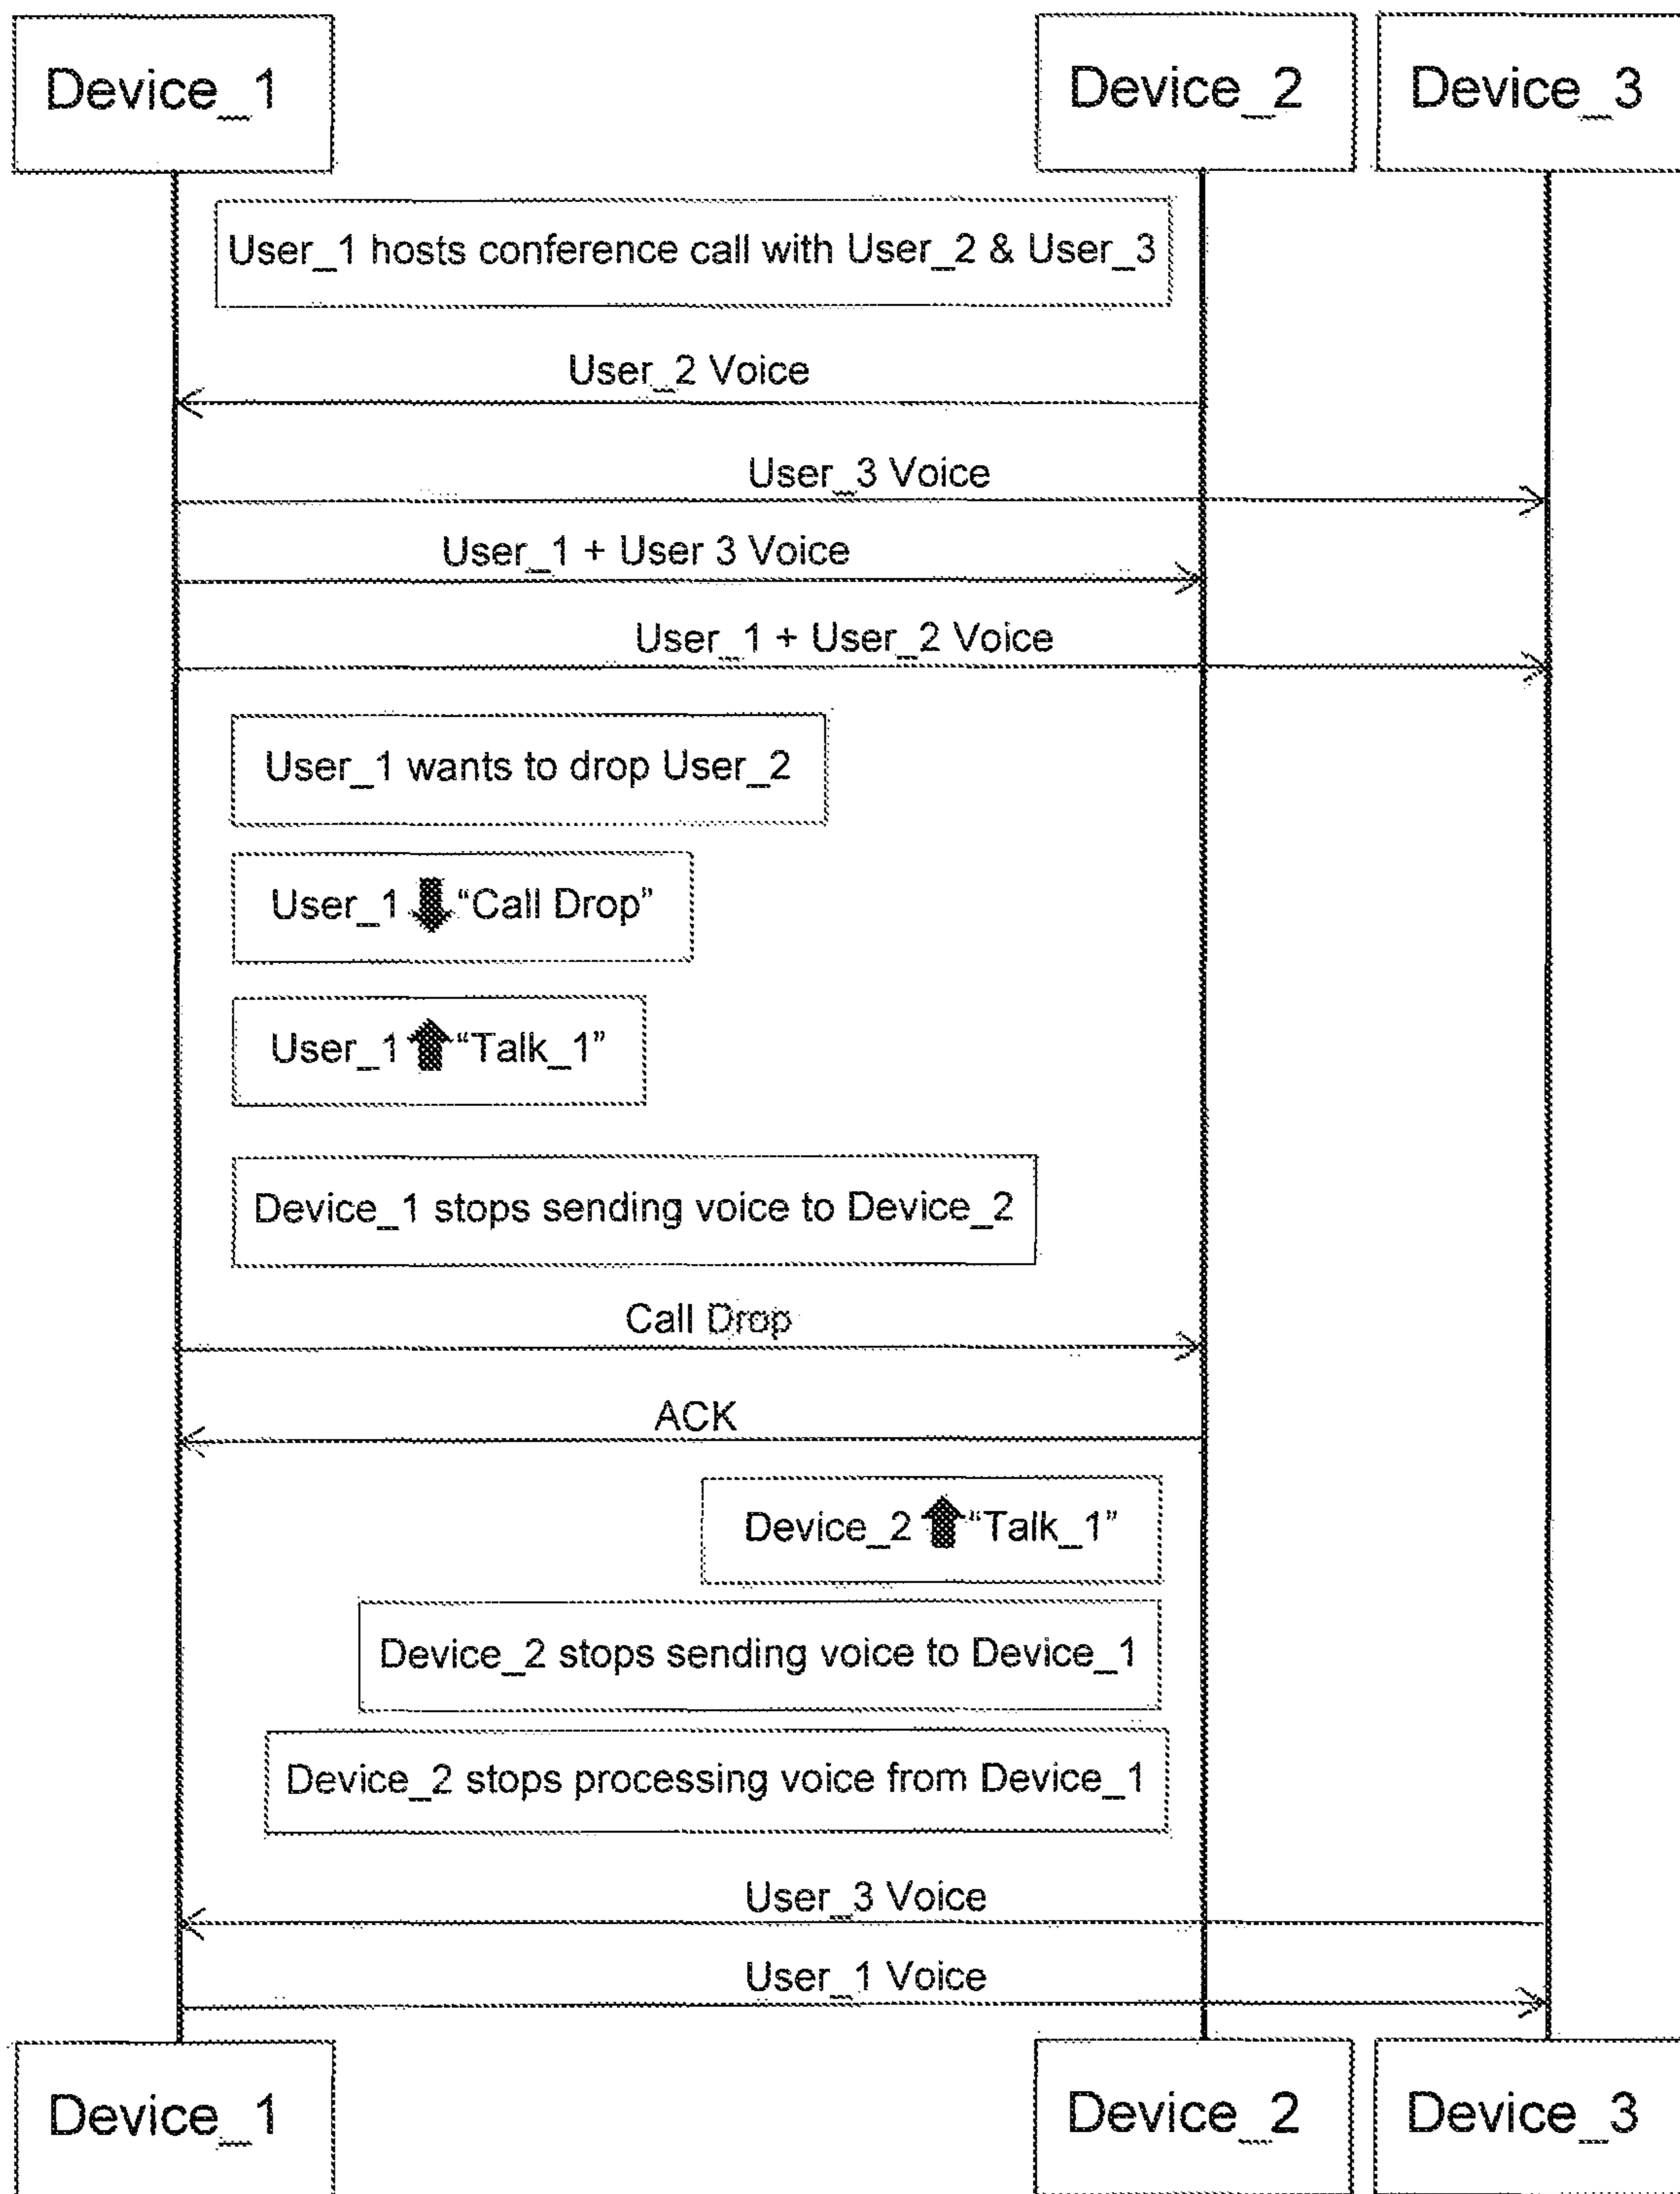 Device_1
Device_2
Device_3
User_1 hosts conference call with User_2 & User_3
User_2 Voice
User_3 Voice
User_1 + User 3 Voice
User_1 + User_2 Voice
User_1 wants to drop User_2
User_1 ⬇ “Call Drop”
User_1 ⬆ “Talk_1”
Device_1 stops sending voice to Device_2
Call Drop
ACK
Device_2 ⬆ “Talk_1”
Device_2 stops sending voice to Device_1
Device_2 stops processing voice from Device_1
User_3 Voice
User_1 Voice
Device_1
Device_2
Device_3